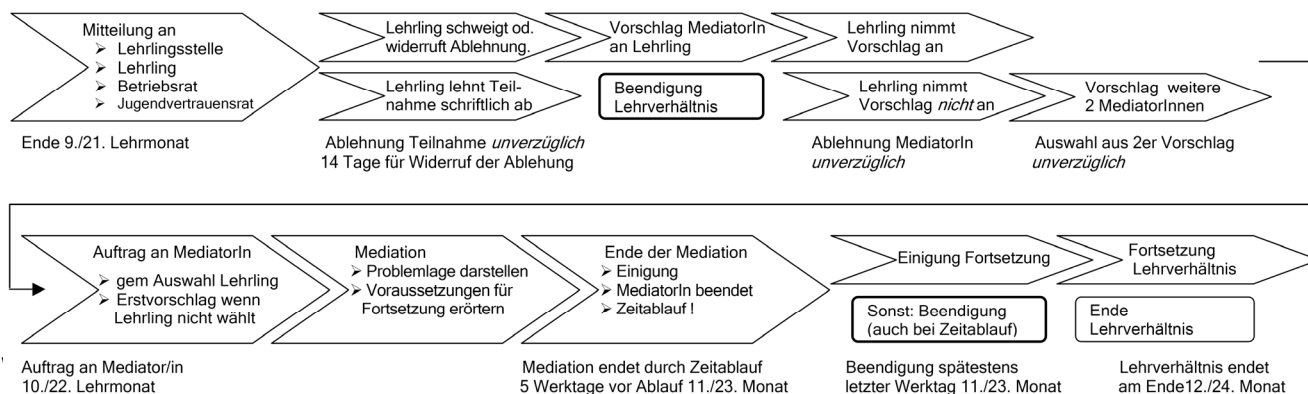 Mitteilung an
Lehrlingsstelle
Lehrling
Betriebsrat
Jugendvertrauensrat
Ende 9./21. Lehrmonat
Lehrling schweigt od.
widerruft Ablehnung.
Lehrling lehnt Teil-
nahme schriftlich ab
Ablehnung Teilnahme unverzüglich
14 Tage für Widerruf der Ablehung
Vorschlag MediatorIn
an Lehrling
Beendigung
Lehrverhältnis
Lehrling nimmt
Vorschlag an
Lehrling nimmt
Vorschlag nicht an
Ablehnung MediatorIn
unverzüglich
Vorschlag weitere
2 MediatorInnen
Auswahl aus 2er Vorschlag
unverzüglich
Auftrag an MediatorIn
gem Auswahl Lehrling
Erstvorschlag wenn
Lehrling nicht wählt
Auftrag an Mediator/in
10./22. Lehrmonat
Mediation
Problemlage darstellen
Voraussetzungen für
Fortsetzung erörtern
Ende der Mediation
Einigung
MediatorIn beendet
Zeitablauf !
Mediation endet durch Zeitablauf
5 Werktage vor Ablauf 11./23. Monat
Einigung Fortsetzung
Sonst: Beendigung
(auch bei Zeitablauf)
Beendigung spätestens
letzter Werktag 11./23. Monat
Fortsetzung
Lehrverhältnis
Ende
Lehrverhältnis
Lehrverhältnis endet
am Ende12./24. Monat